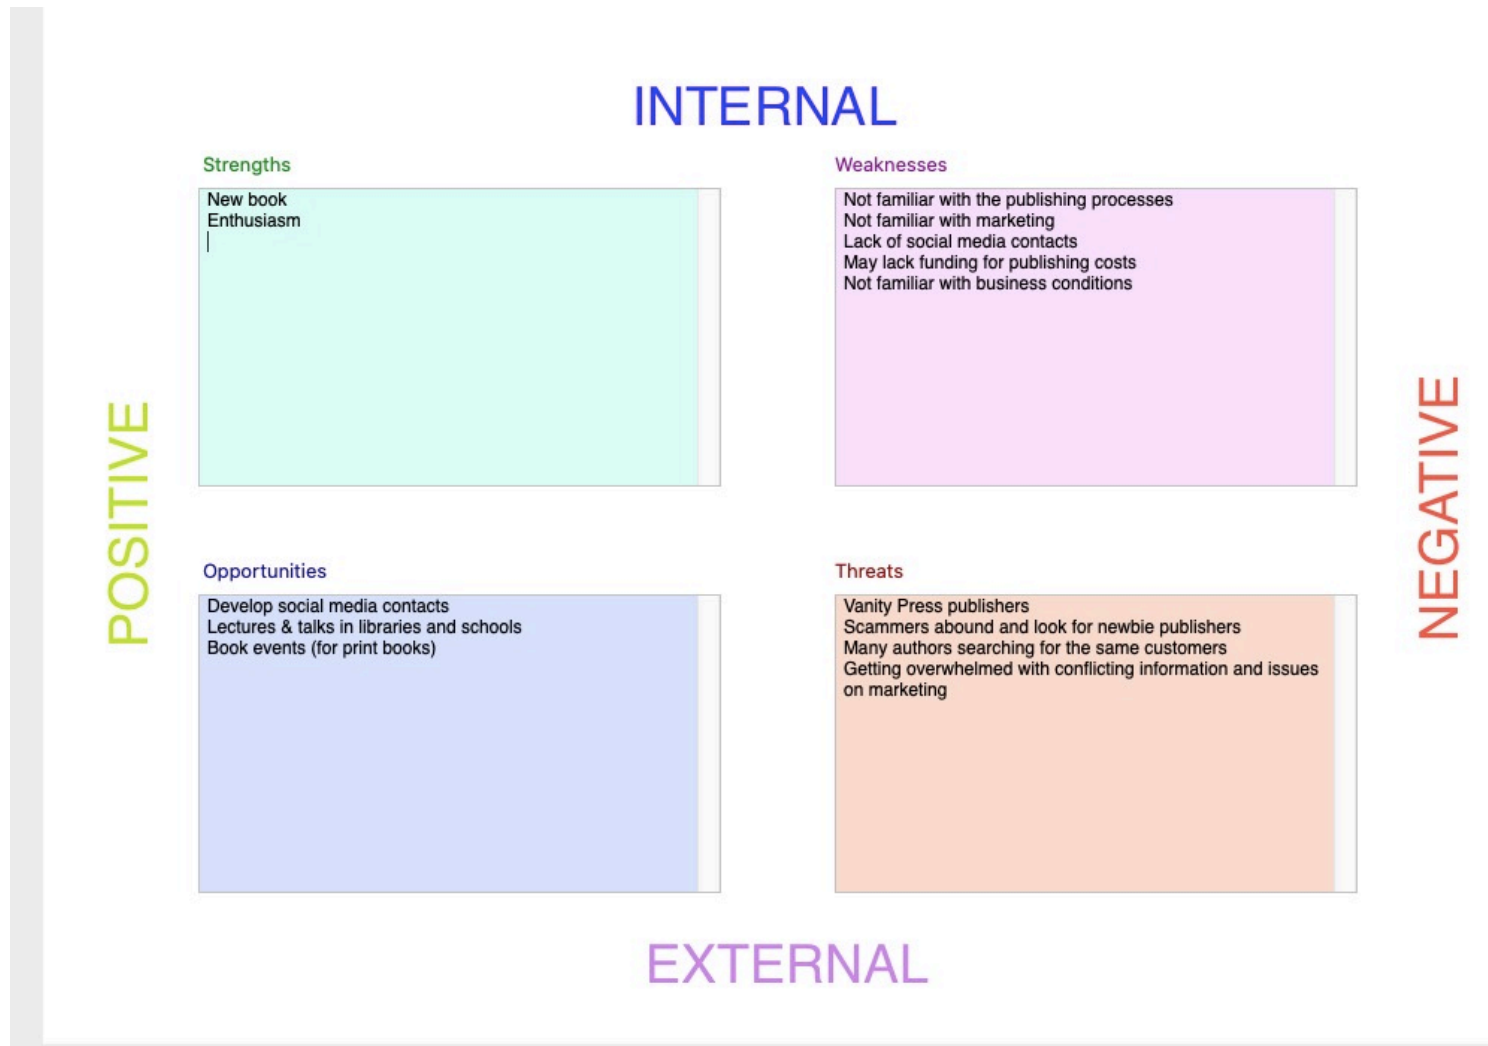 INTERNAL
Strengths
New book
Enthusiasm
Weaknesses
Not familiar with the publishing processes
Not familiar with marketing
Lack of social media contacts
May lack funding for publishing costs
Not familiar with business conditions
POSITIVE
NEGATIVE
Opportunities
Develop social media contacts
Lectures & talks in libraries and schools
Book events (for print books)
Threats
Vanity Press publishers
Scammers abound and look for newbie publishers
Many authors searching for the same customers
Getting overwhelmed with conflicting information and issues
on marketing
EXTERNAL